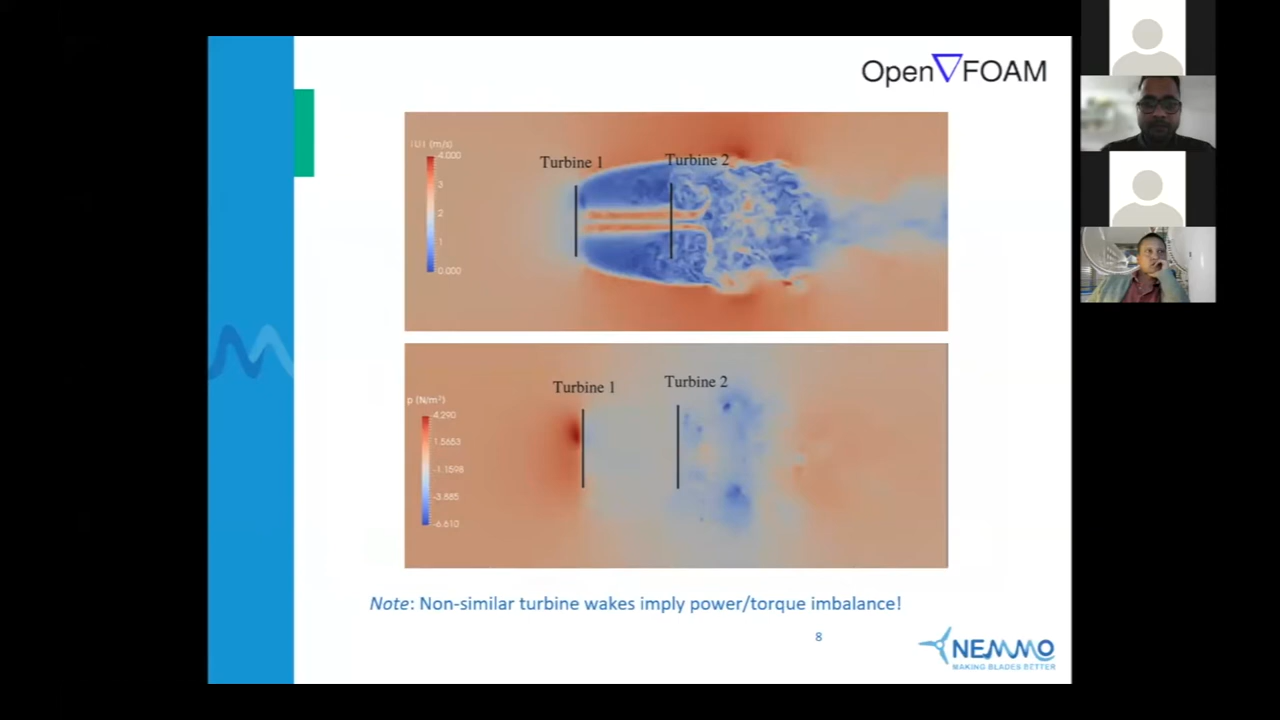 Open∇FOAM
|U| (m/s)
4.000
3
2
1
0.000
Turbine 1
Turbine 2
p (N/m²)
4.290
1.5653
-1.1598
-3.885
-6.610
Turbine 1
Turbine 2
Note: Non-similar turbine wakes imply power/torque imbalance!
8
NEMMO
MAKING BLADES BETTER